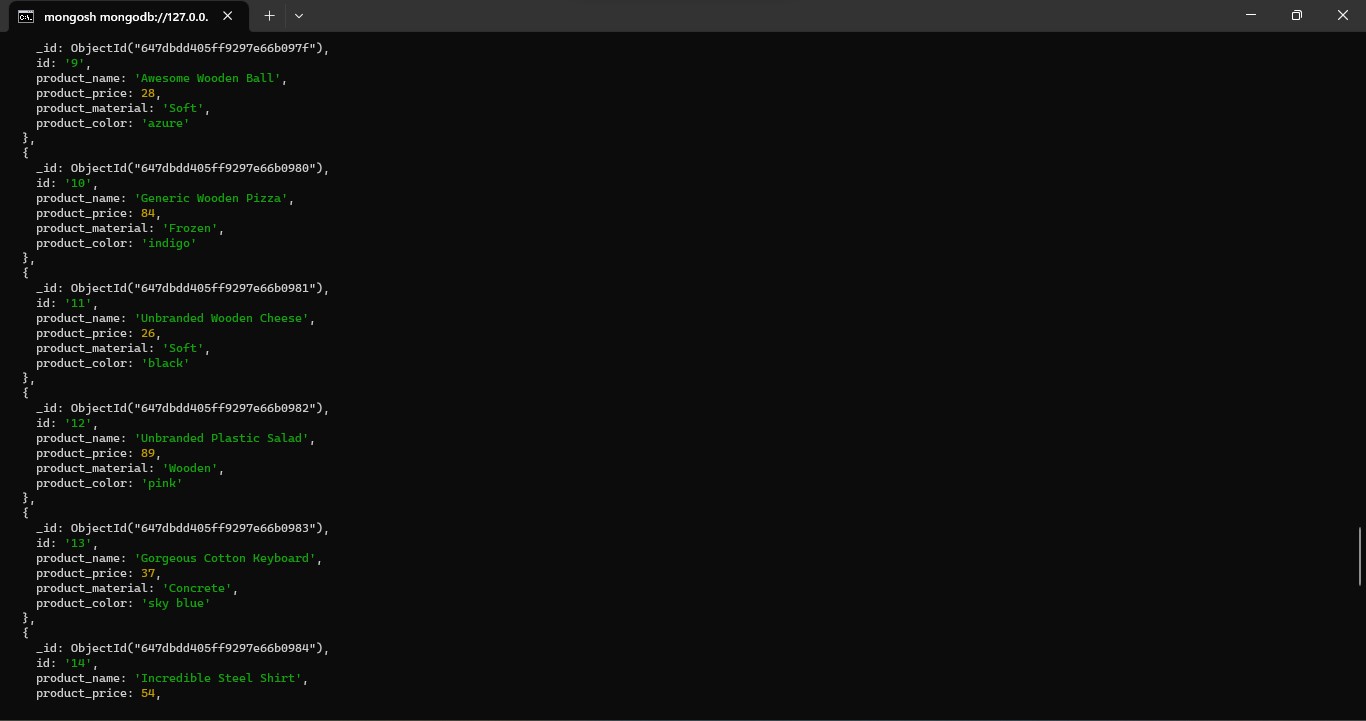 mongosh mongodb://127.0.0.
_id: ObjectId("647dbdd405ff9297e66b097f"),
id: '9',
product_name: 'Awesome Wooden Ball',
product_price: 28,
product_material: 'Soft',
product_color: 'azure'
},
{
_id: ObjectId("647dbdd405ff9297e66b0980"),
id: '10',
product_name: 'Generic Wooden Pizza',
product_price: 84,
product_material: 'Frozen',
product_color: 'indigo'
},
{
_id: ObjectId("647dbdd405ff9297e66b0981"),
id: '11',
product_name: 'Unbranded Wooden Cheese',
product_price: 26,
product_material: 'Soft',
product_color: 'black'
},
{
_id: ObjectId("647dbdd405ff9297e66b0982"),
id: '12',
product_name: 'Unbranded Plastic Salad',
product_price: 89,
product_material: 'Wooden',
product_color: 'pink'
},
{
_id: ObjectId("647dbdd405ff9297e66b0983"),
id: '13',
product_name: 'Gorgeous Cotton Keyboard',
product_price: 37,
product_material: 'Concrete',
product_color: 'sky blue'
},
{
_id: ObjectId("647dbdd405ff9297e66b0984"),
id: '14',
product_name: 'Incredible Steel Shirt',
product_price: 54,